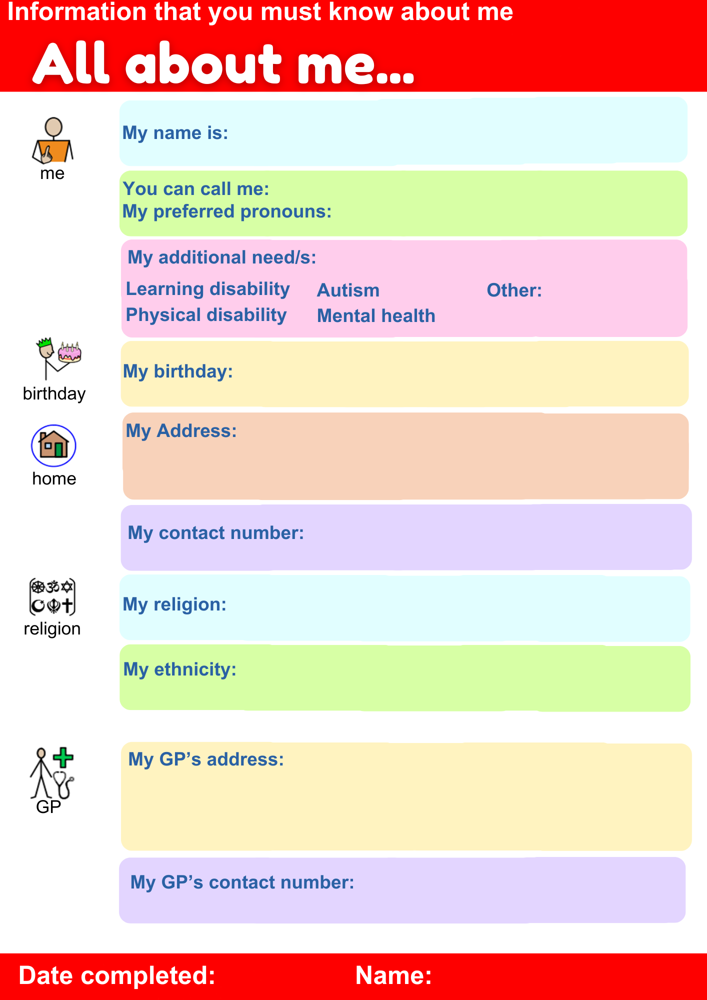 Information that you must know about me
All about me...
me
My name is:
You can call me:
My preferred pronouns:
My additional need/s:
Learning disability Autism Other:
Physical disability Mental health
birthday
My birthday:
home
My Address:
My contact number:
religion
My religion:
My ethnicity:
GP
My GP’s address:
My GP’s contact number:
Date completed: Name: